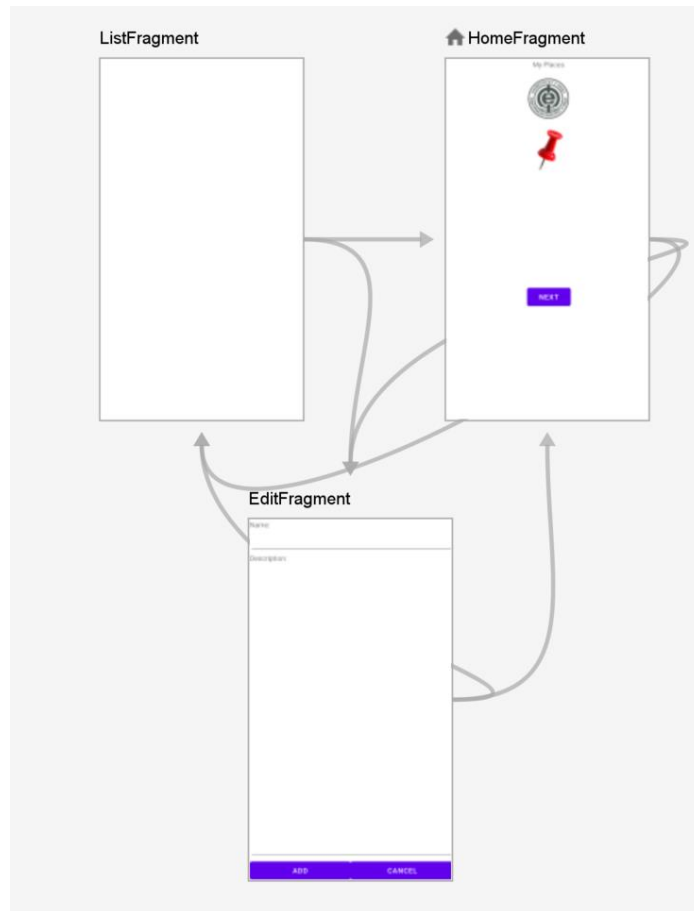 ListFragment
HomeFragment
My Places
NEXT
EditFragment
Name
Description
ADD
CANCEL